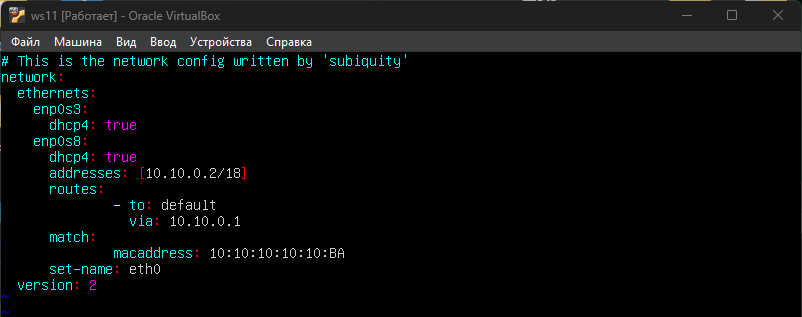 ws11 [Работает] - Oracle VirtualBox
Файл Машина Вид Ввод Устройства Справка
# This is the network config written by 'subiquity'
network:
  ethernets:
    enp0s3:
      dhcp4: true
    enp0s8:
      dhcp4: true
      addresses: [10.10.0.2/18]
      routes:
              - to: default
                via: 10.10.0.1
      match:
              macaddress: 10:10:10:10:10:BA
      set-name: eth0
  version: 2
~
~